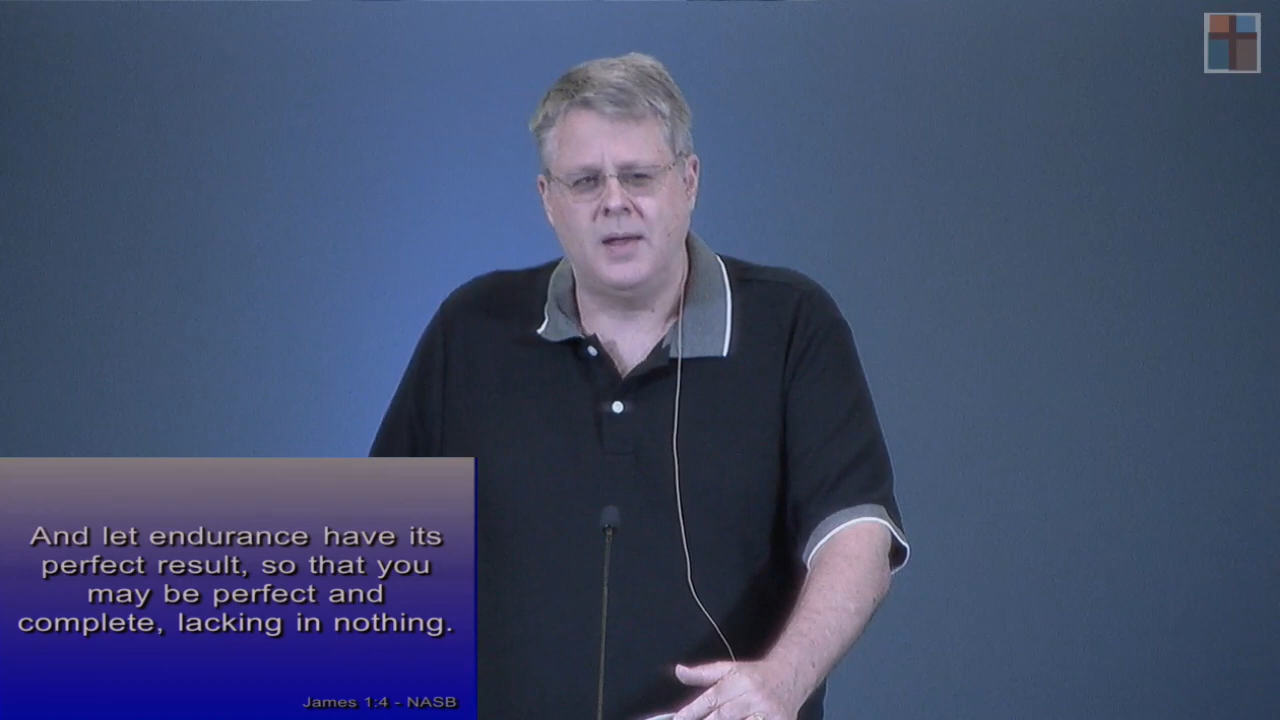 And let endurance have its
perfect result, so that you
may be perfect and
complete, lacking in nothing.
James 1:4 - NASB